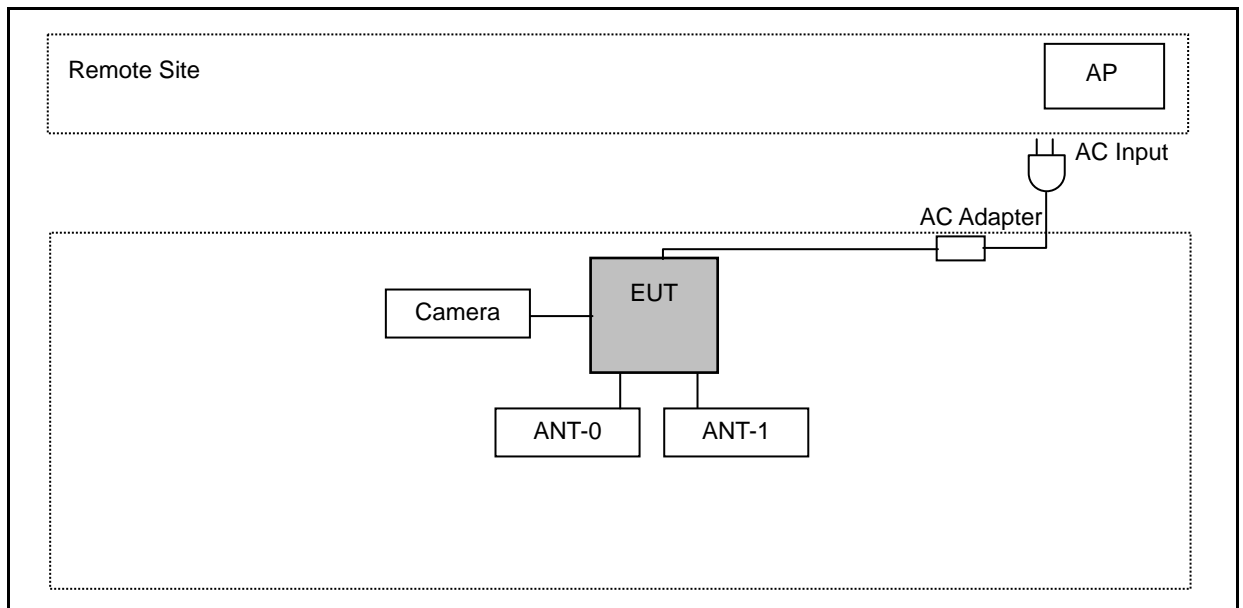 Remote Site
AP
AC Input
AC Adapter
EUT
Camera
ANT-0
ANT-1